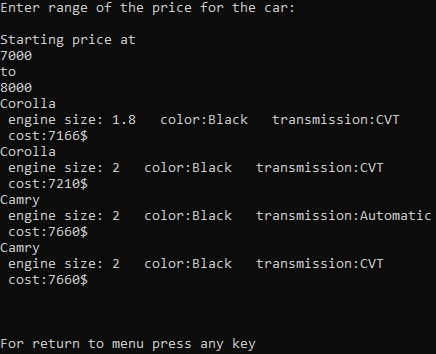 Enter range of the price for the car:
Starting price at
7000
to
8000
Corolla
engine size: 1.8   color:Black   transmission:CVT
cost:7166$
Corolla
engine size: 2   color:Black   transmission:CVT
cost:7210$
Camry
engine size: 2   color:Black   transmission:Automatic
cost:7660$
Camry
engine size: 2   color:Black   transmission:CVT
cost:7660$
For return to menu press any key